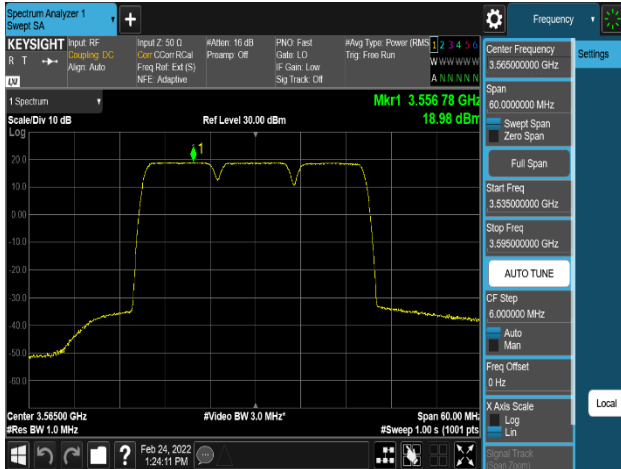 Spectrum Analyzer 1
Swept SA
Frequency
KEYSIGHT
R T
LXI
Input: RF
Coupling: DC
Align: Auto
Input Z: 50 Ω
Corr CCorr RCal
Freq Ref: Ext (S)
NFE: Adaptive
#Atten: 16 dB
Preamp: Off
PNO: Fast
Gate: LO
IF Gain: Low
Sig Track: Off
#Avg Type: Power (RMS
Trig: Free Run
1 2 3 4 5 6
W W W W W W
A N N N N N
1 Spectrum
Scale/Div 10 dB
Ref Level 30.00 dBm
Mkr1 3.556 78 GHz
18.98 dBm
Log
1
20.0
10.0
0.00
-10.0
-20.0
-30.0
-40.0
-50.0
-60.0
Center 3.56500 GHz
#Res BW 1.0 MHz
#Video BW 3.0 MHz*
Span 60.00 MHz
#Sweep 1.00 s (1001 pts)
Feb 24, 2022
1:24:11 PM
Center Frequency
3.565000000 GHz
Span
60.0000000 MHz
Swept Span
Zero Span
Full Span
Start Freq
3.535000000 GHz
Stop Freq
3.595000000 GHz
AUTO TUNE
CF Step
6.000000 MHz
Auto
Man
Freq Offset
0 Hz
X Axis Scale
Log
Lin
Signal Track
(Span Zoom)
Settings
Local